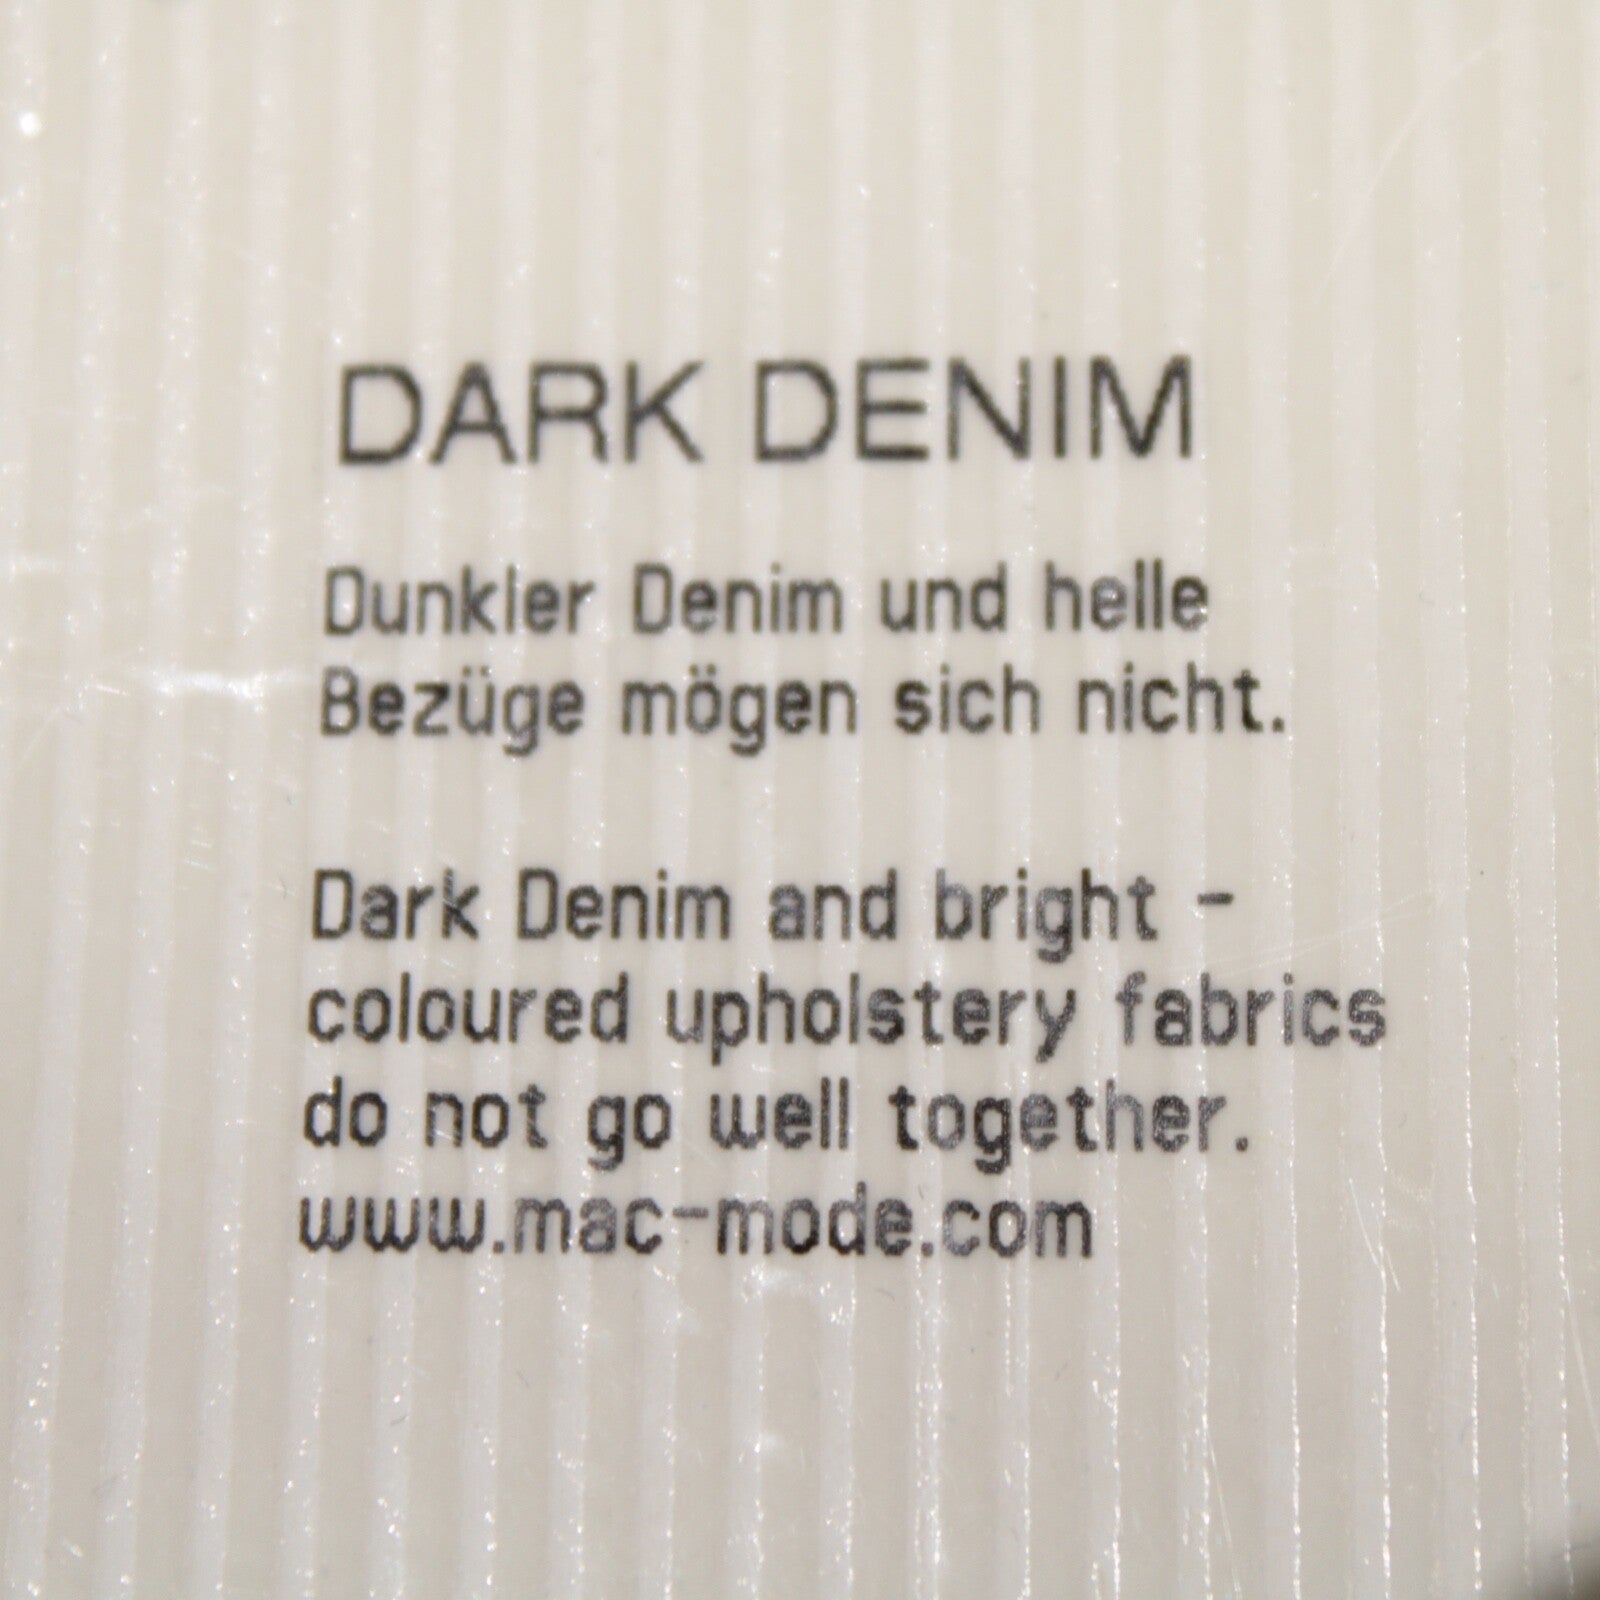 DARK DENIM
Dunkler Denim und helle
Bezüge mögen sich nicht.
Dark Denim and bright -
coloured upholstery fabrics
do not go well together.
www.mac-mode.com